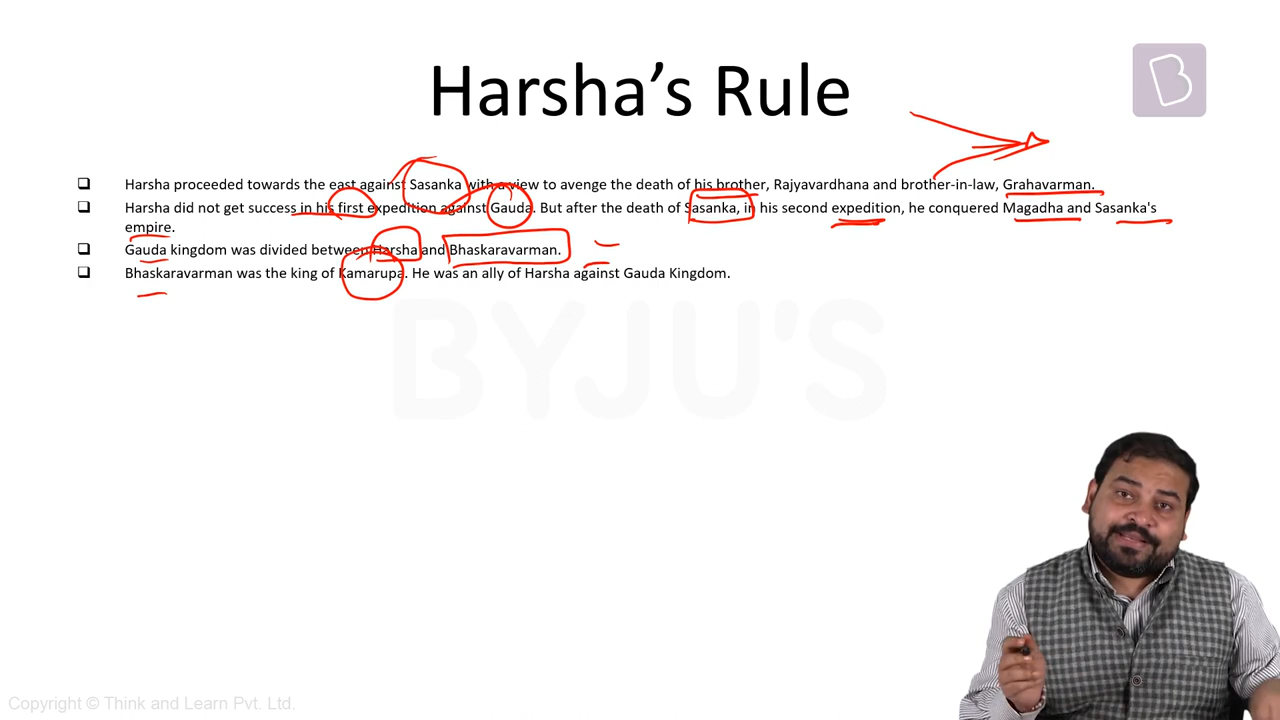 Harsha's Rule
B
❑ Harsha proceeded towards the east against Sasanka with a view to avenge the death of his brother, Rajyavardhana and brother-in-law, Grahavarman.
❑ Harsha did not get success in his first expedition against Gauda. But after the death of Sasanka, in his second expedition, he conquered Magadha and Sasanka's
empire.
❑ Gauda kingdom was divided between Harsha and Bhaskaravarman.
❑ Bhaskaravarman was the king of Kamarupa. He was an ally of Harsha against Gauda Kingdom.
BYJU'S
Copyright © Think and Learn Pvt. Ltd.